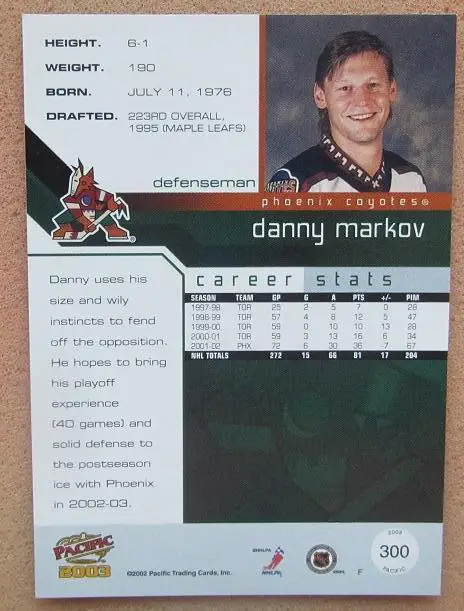 HEIGHT. 6-1
WEIGHT. 190
BORN. JULY 11, 1976
DRAFTED. 223RD OVERALL,
1995 (MAPLE LEAFS)
defenseman
phoenix coyotes®
danny markov
Danny uses his
size and wily
instincts to fend
off the opposition.
He hopes to bring
his playoff
experience
(40 games) and
solid defense to
the postseason
ice with Phoenix
in 2002-03.
career stats
SEASON TEAM GP G A PTS +/- PIM
1997-98 TOR 25 2 5 7 0 28
1998-99 TOR 57 4 8 12 5 47
1999-00 TOR 59 0 10 10 13 28
2000-01 TOR 59 3 13 16 6 34
2001-02 PHX 72 6 30 36 -7 67
NHL TOTALS 272 15 66 81 17 204
PACIFIC
2003
©2002 Pacific Trading Cards, Inc.
NHLPA
F
2003
300
PACIFIC